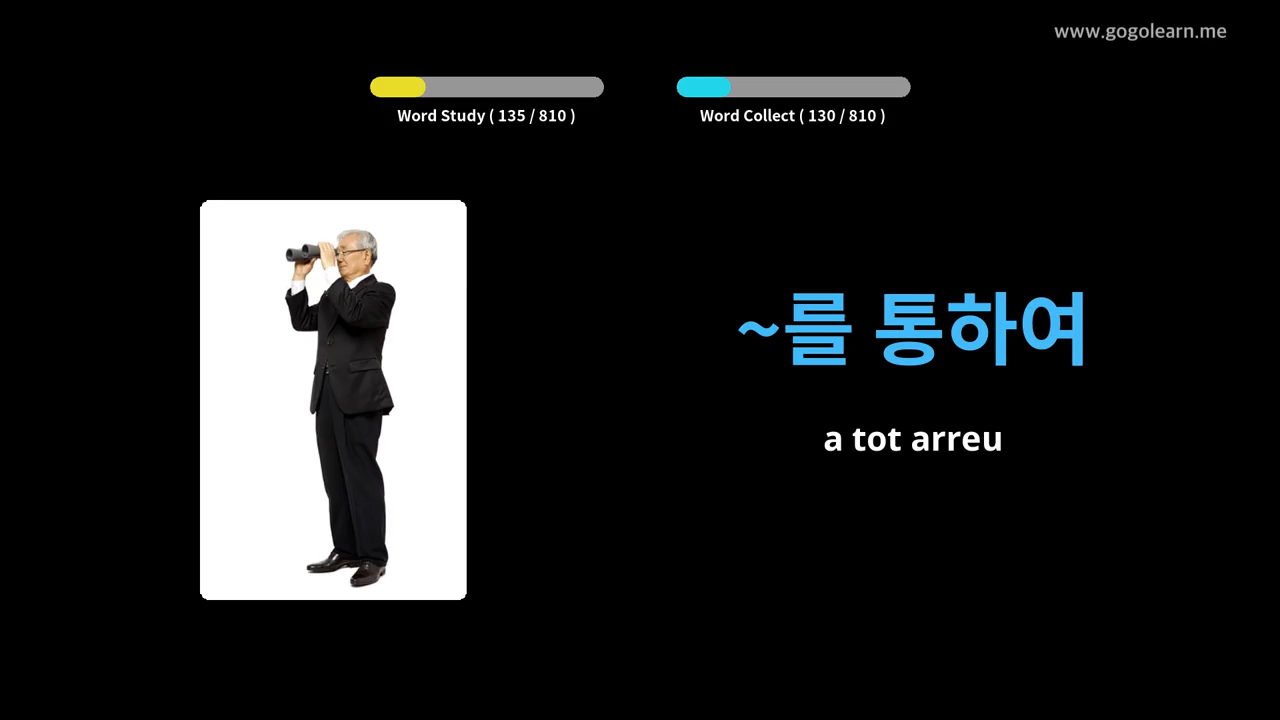 www.gogolearn.me
Word Study ( 135 / 810 )
Word Collect ( 130 / 810 )
~를 통하여
a tot arreu